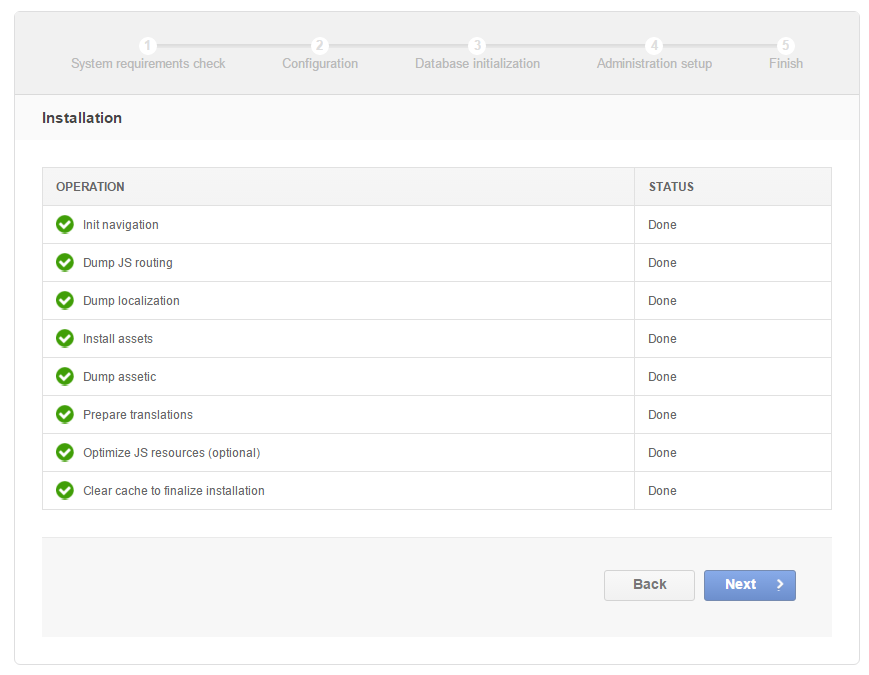 1 2 3 4 5
System requirements check Configuration Database initialization Administration setup Finish
Installation
OPERATION STATUS
Init navigation Done
Dump JS routing Done
Dump localization Done
Install assets Done
Dump assetic Done
Prepare translations Done
Optimize JS resources (optional) Done
Clear cache to finalize installation Done
Back Next